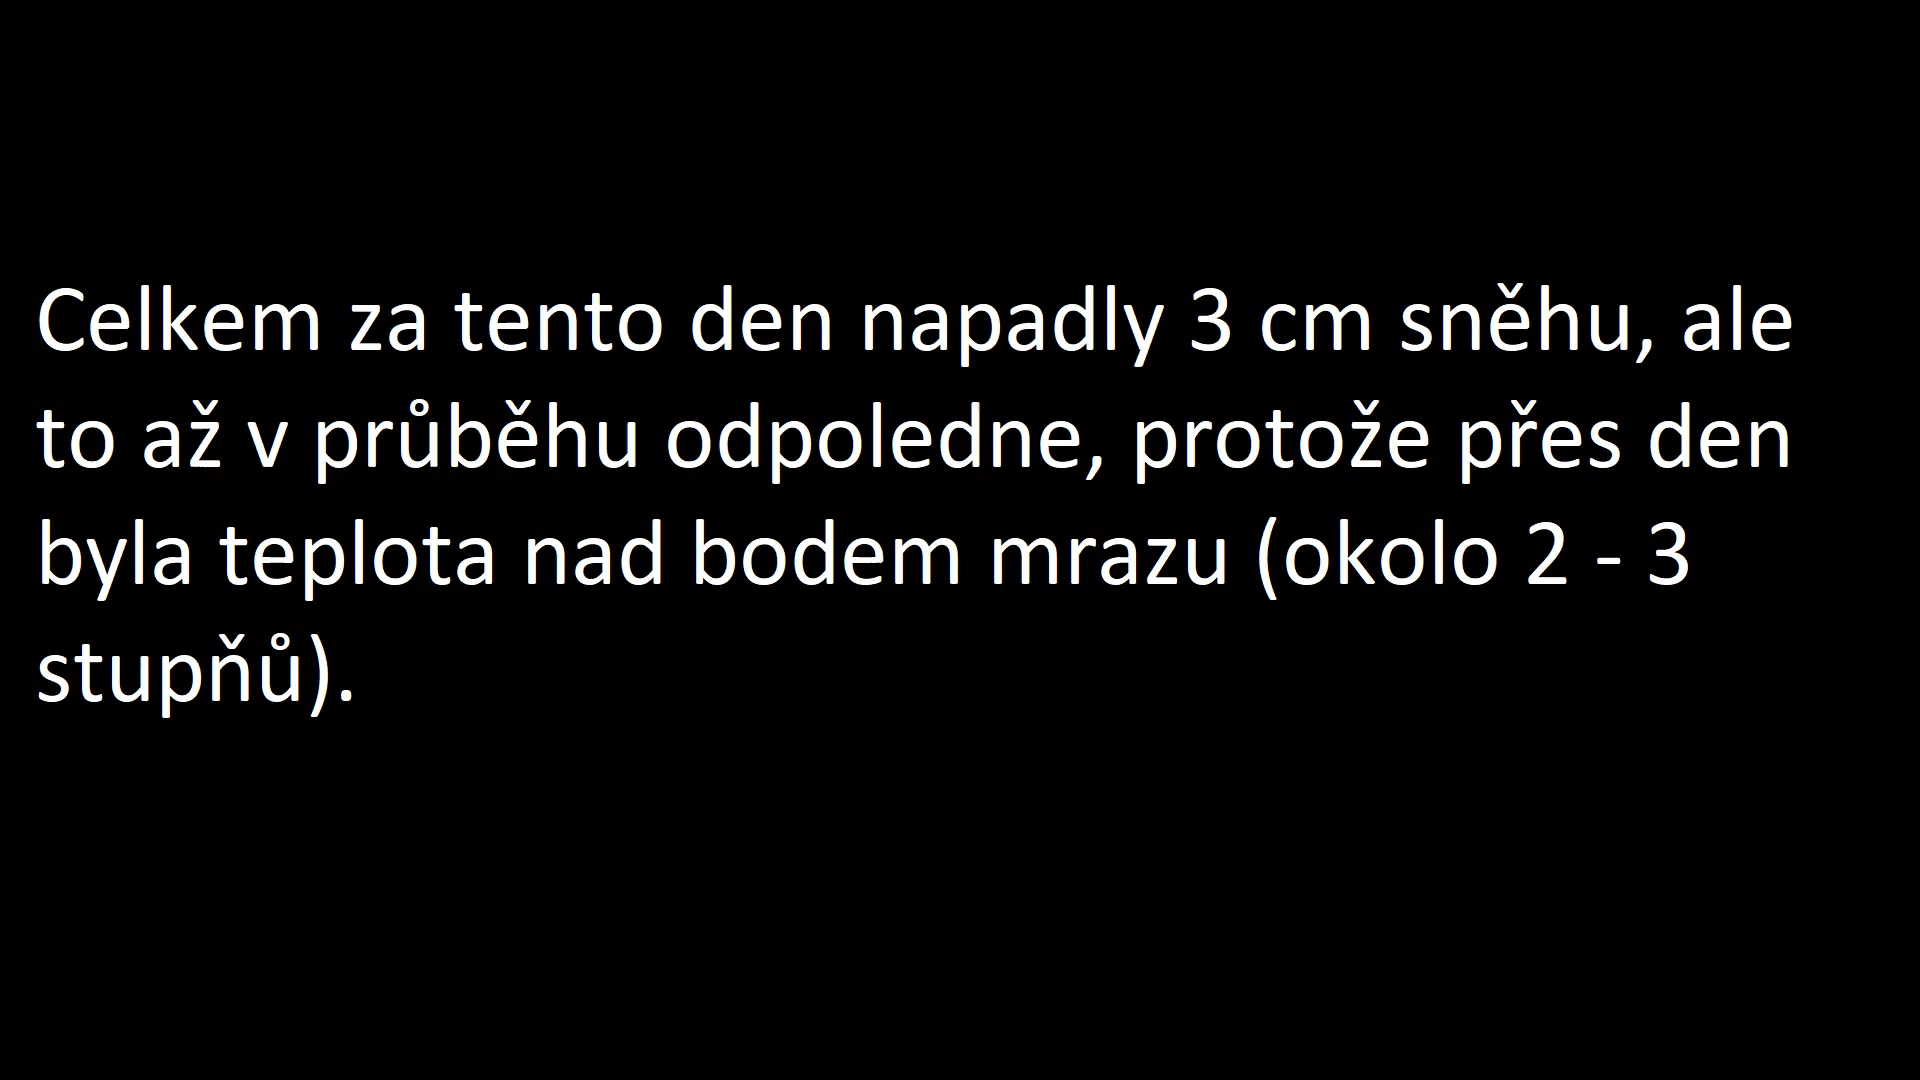 Celkem za tento den napadly 3 cm sněhu, ale
to až v průběhu odpoledne, protože přes den
byla teplota nad bodem mrazu (okolo 2 - 3
stupňů).